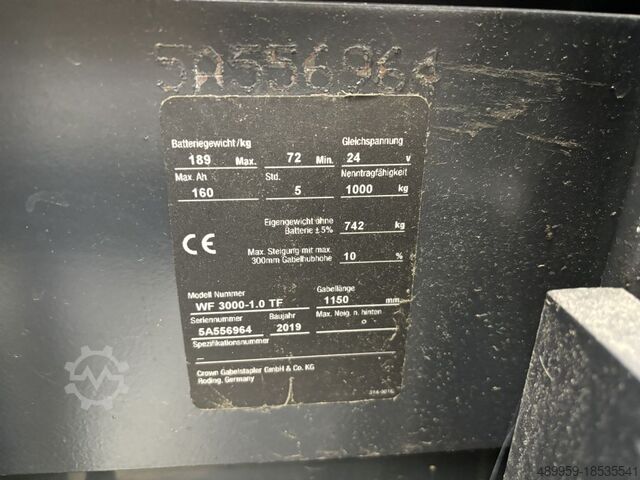 5A556964
Batteriegewicht/kg Gleichspannung
189 Max. 72 Min. 24 v
Max. Ah Std. Nenntragfähigkeit
160 5 1000 kg
Eigengewicht ohne
Batterie ± 5% 742 kg
CE
Max. Steigung mit max.
300mm Gabelhubhöhe 10 %
Modell Nummer Gabellänge
WF 3000-1.0 TF 1150 mm
Seriennummer Baujahr Max. Neig. n. hinten
5A556964 2019
Spezifikationsnummer
–
Crown Gabelstapler GmbH & Co. KG
Roding, Germany
489959-18535541